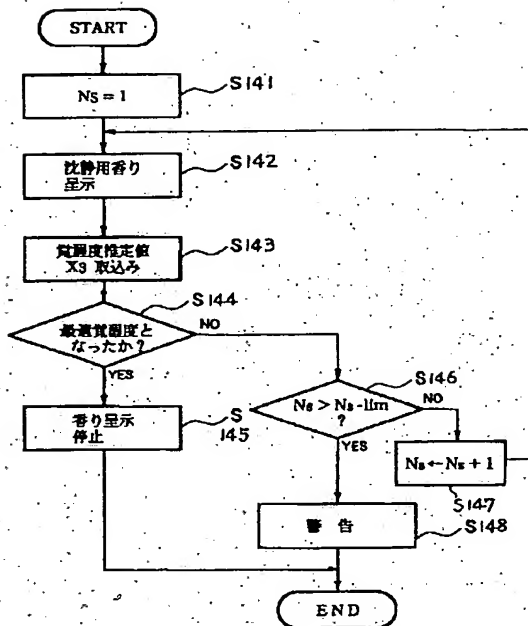 START
Ns = 1
S141
沈静用香り
呈示
S142
覚醒度推定値
X3 取込み
S143
最適覚醒度と
なったか?
S144
NO
YES
香り呈示
停止
S
145
Ns > Ns-lim
?
S146
NO
YES
Ns ← Ns + 1
S147
警告
S148
END